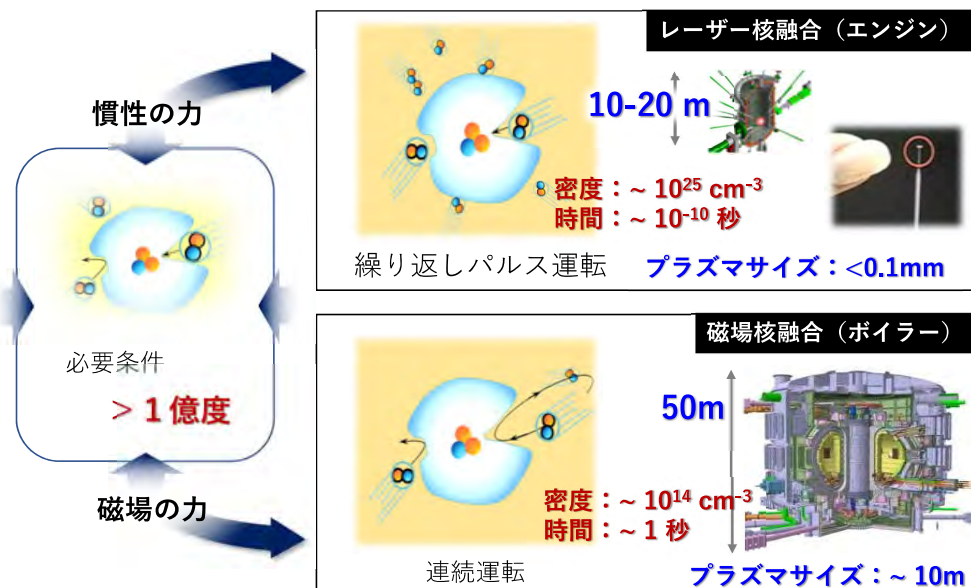 慣性の力
必要条件
> 1 億度
磁場の力
レーザー核融合（エンジン）
10-20 m
密度：~ 10²⁵ cm⁻³
時間：~ 10⁻¹⁰ 秒
繰り返しパルス運転
プラズマサイズ：<0.1mm
磁場核融合（ボイラー）
50m
密度：~ 10¹⁴ cm⁻³
時間：~ 1 秒
連続運転
プラズマサイズ：~ 10m